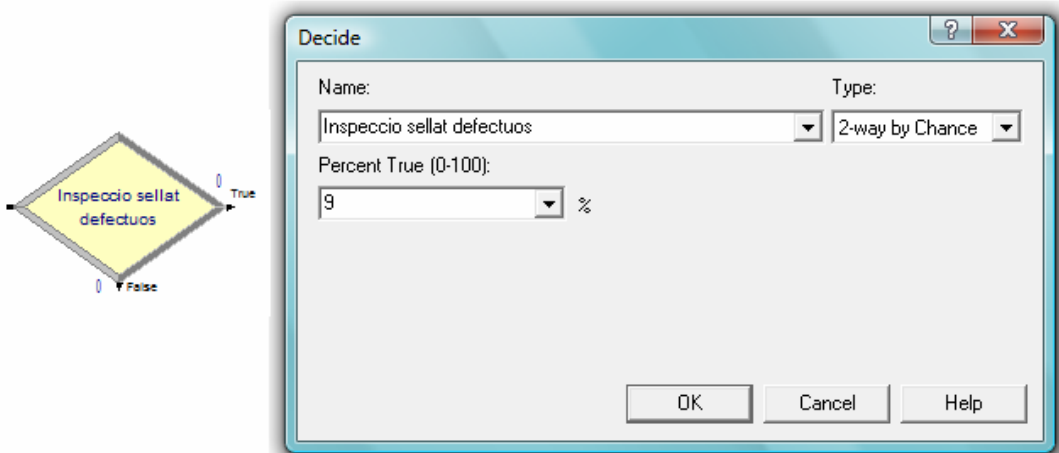 Inspeccio sellat
defectuos
0
True
0
False
Decide
Name:
Type:
Inspeccio sellat defectuos
2-way by Chance
Percent True (0-100):
9
%
OK
Cancel
Help